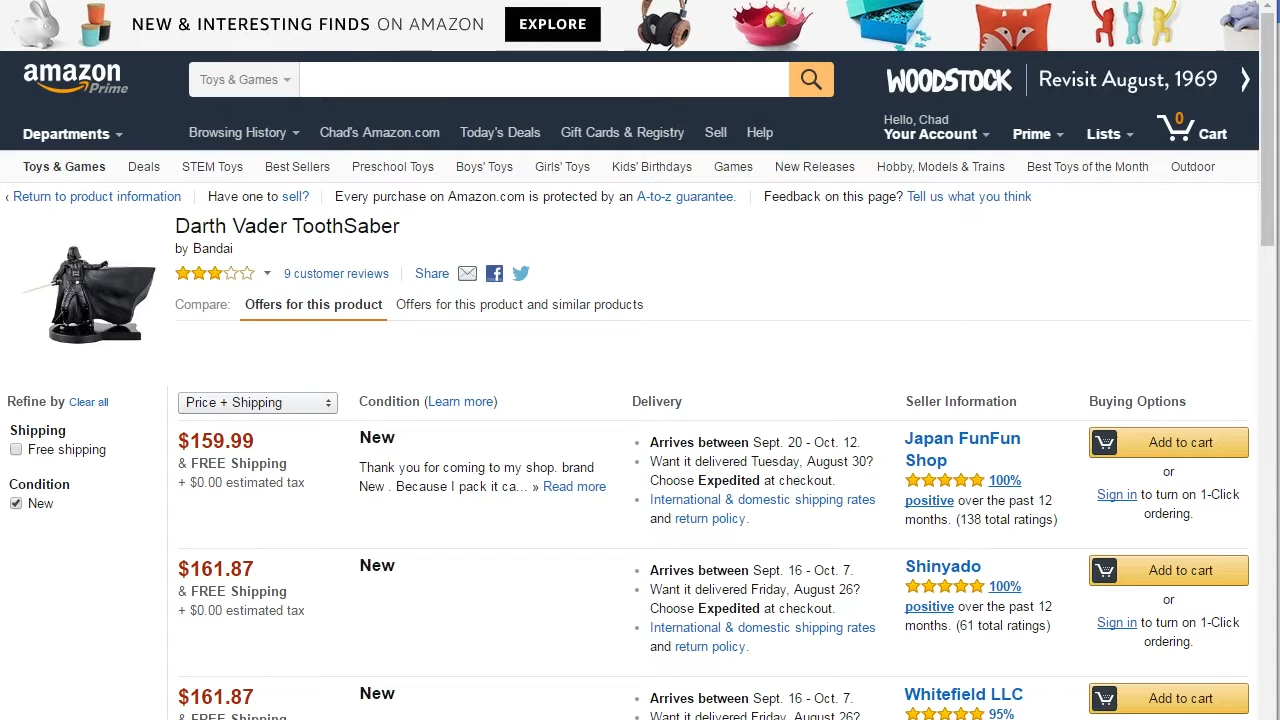 NEW & INTERESTING FINDS ON AMAZON EXPLORE
amazon Prime
Toys & Games
WOODSTOCK Revisit August, 1969
Departments
Browsing History Chad's Amazon.com Today's Deals Gift Cards & Registry Sell Help
Hello, Chad
Your Account Prime Lists 0 Cart
Toys & Games Deals STEM Toys Best Sellers Preschool Toys Boys' Toys Girls' Toys Kids' Birthdays Games New Releases Hobby, Models & Trains Best Toys of the Month Outdoor
‹ Return to product information Have one to sell? Every purchase on Amazon.com is protected by an A-to-z guarantee. Feedback on this page? Tell us what you think
Darth Vader ToothSaber
by Bandai
9 customer reviews Share
Compare: Offers for this product Offers for this product and similar products
Refine by Clear all
Shipping
Free shipping
Condition
New
Price + Shipping Condition (Learn more) Delivery Seller Information Buying Options
$159.99
& FREE Shipping
+ $0.00 estimated tax
New
Thank you for coming to my shop. brand
New . Because I pack it ca... » Read more
Arrives between Sept. 20 - Oct. 12.
Want it delivered Tuesday, August 30?
Choose Expedited at checkout.
International & domestic shipping rates
and return policy.
Japan FunFun
Shop
100%
positive over the past 12
months. (138 total ratings)
Add to cart
or
Sign in to turn on 1-Click
ordering.
$161.87
& FREE Shipping
+ $0.00 estimated tax
New
Arrives between Sept. 16 - Oct. 7.
Want it delivered Friday, August 26?
Choose Expedited at checkout.
International & domestic shipping rates
and return policy.
Shinyado
100%
positive over the past 12
months. (61 total ratings)
Add to cart
or
Sign in to turn on 1-Click
ordering.
$161.87
& FREE Shipping
New
Arrives between Sept. 16 - Oct. 7.
Want it delivered Friday, August 26?
Whitefield LLC
95%
Add to cart